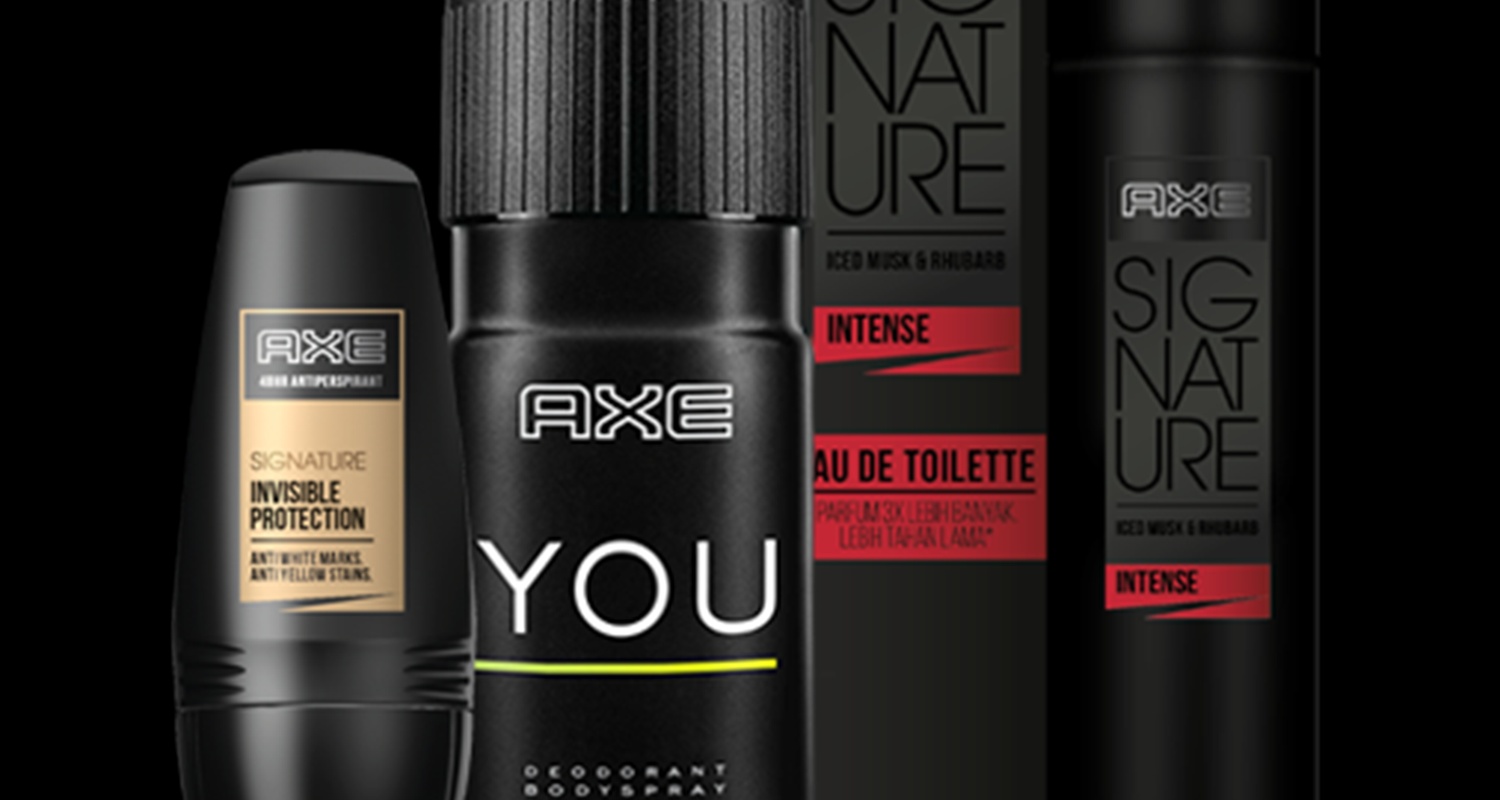 AXE
48HR ANTIPERSPIRANT
SIGNATURE
INVISIBLE
PROTECTION
ANTI WHITE MARKS.
ANTI YELLOW STAINS.
AXE
YOU
DEODORANT
BODYSPRAY
SIG
NAT
URE
ICED MUSK & RHUBARB
INTENSE
AU DE TOILETTE
PARFUM 3X LEBIH BANYAK,
LEBIH TAHAN LAMA*
AXE
SIG
NAT
URE
ICED MUSK & RHUBARB
INTENSE